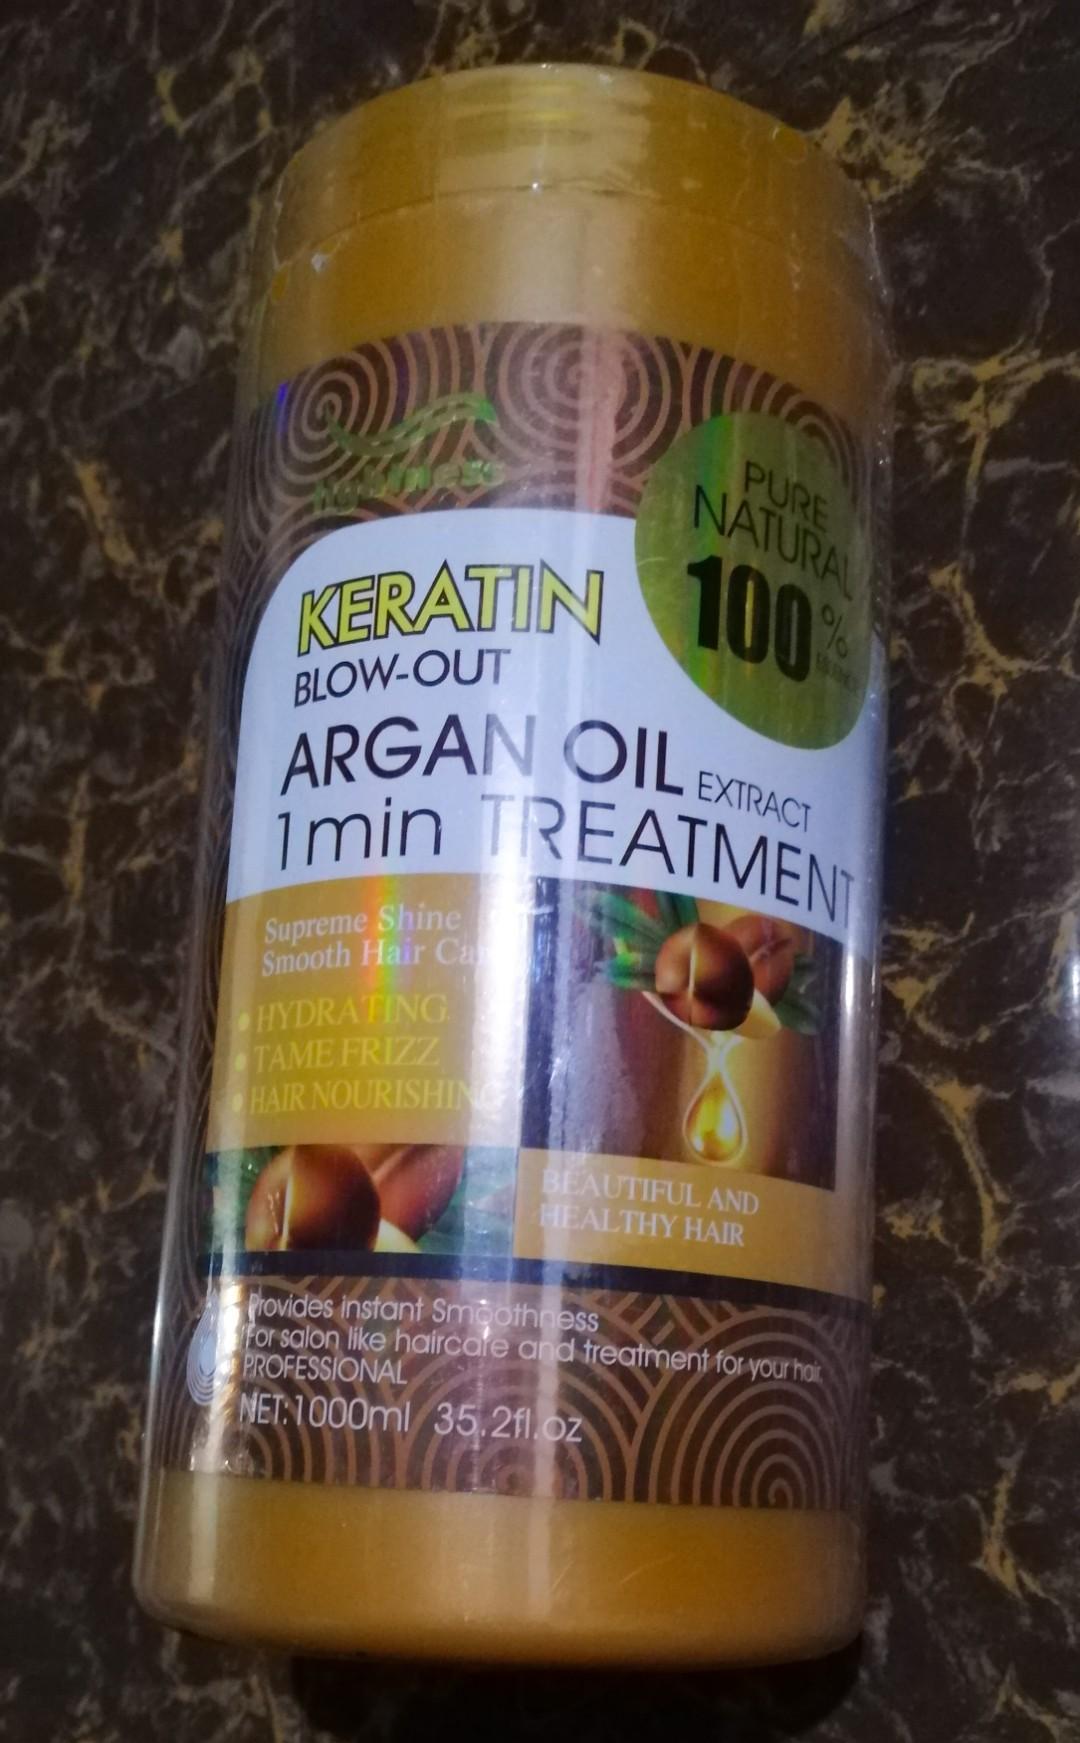 PURE
NATURAL
100%
KERATIN
BLOW-OUT
ARGAN OIL EXTRACT
1min TREATMENT
Supreme Shine
Smooth Hair
• HYDRATING
• TAME FRIZZ
• HAIR NOURISHING
BEAUTIFUL AND
HEALTHY HAIR
Provides instant Smoothness
For salon like haircare and treatment for your hair.
PROFESSIONAL
NET:1000ml 35.2fl.oz